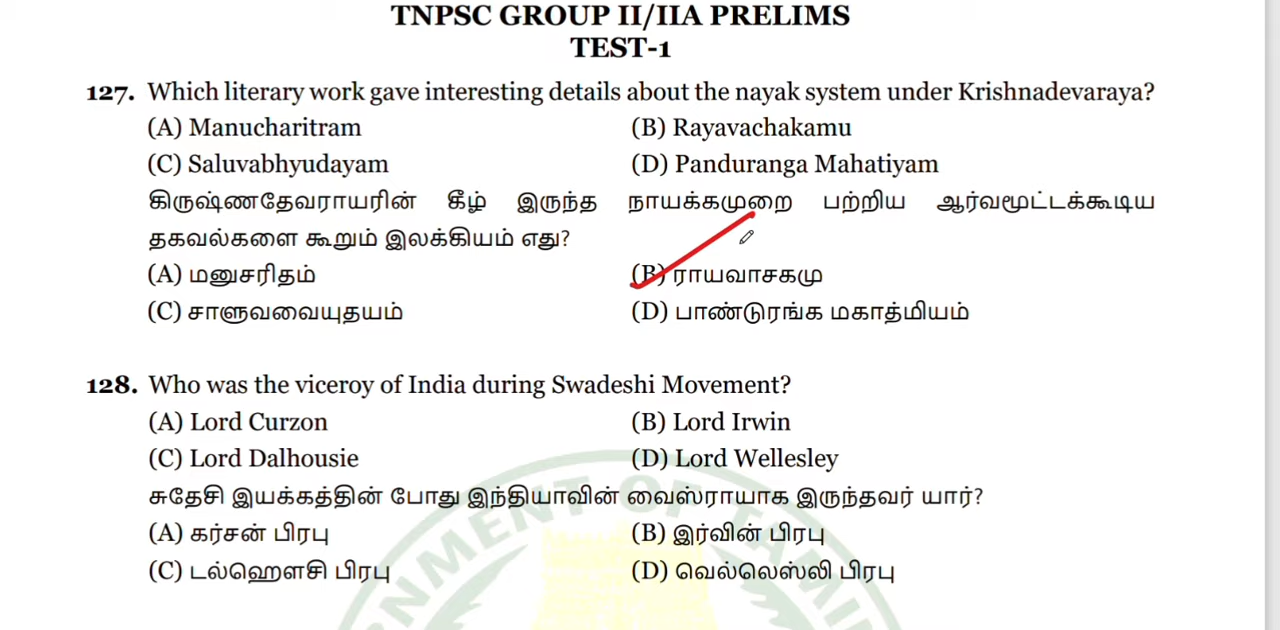 TNPSC GROUP II/IIA PRELIMS
TEST-1
127. Which literary work gave interesting details about the nayak system under Krishnadevaraya?
(A) Manucharitram (B) Rayavachakamu
(C) Saluvabhyudayam (D) Panduranga Mahatiyam
கிருஷ்ணதேவராயரின் கீழ் இருந்த நாயக்கமுறை பற்றிய ஆர்வமூட்டக்கூடிய
தகவல்களை கூறும் இலக்கியம் எது?
(A) மனுசரிதம் (B) ராயவாசகமு
(C) சாளுவவையுதயம் (D) பாண்டுரங்க மகாத்மியம்
128. Who was the viceroy of India during Swadeshi Movement?
(A) Lord Curzon (B) Lord Irwin
(C) Lord Dalhousie (D) Lord Wellesley
சுதேசி இயக்கத்தின் போது இந்தியாவின் வைஸ்ராயாக இருந்தவர் யார்?
(A) கர்சன் பிரபு (B) இர்வின் பிரபு
(C) டல்ஹௌசி பிரபு (D) வெல்லெஸ்லி பிரபு